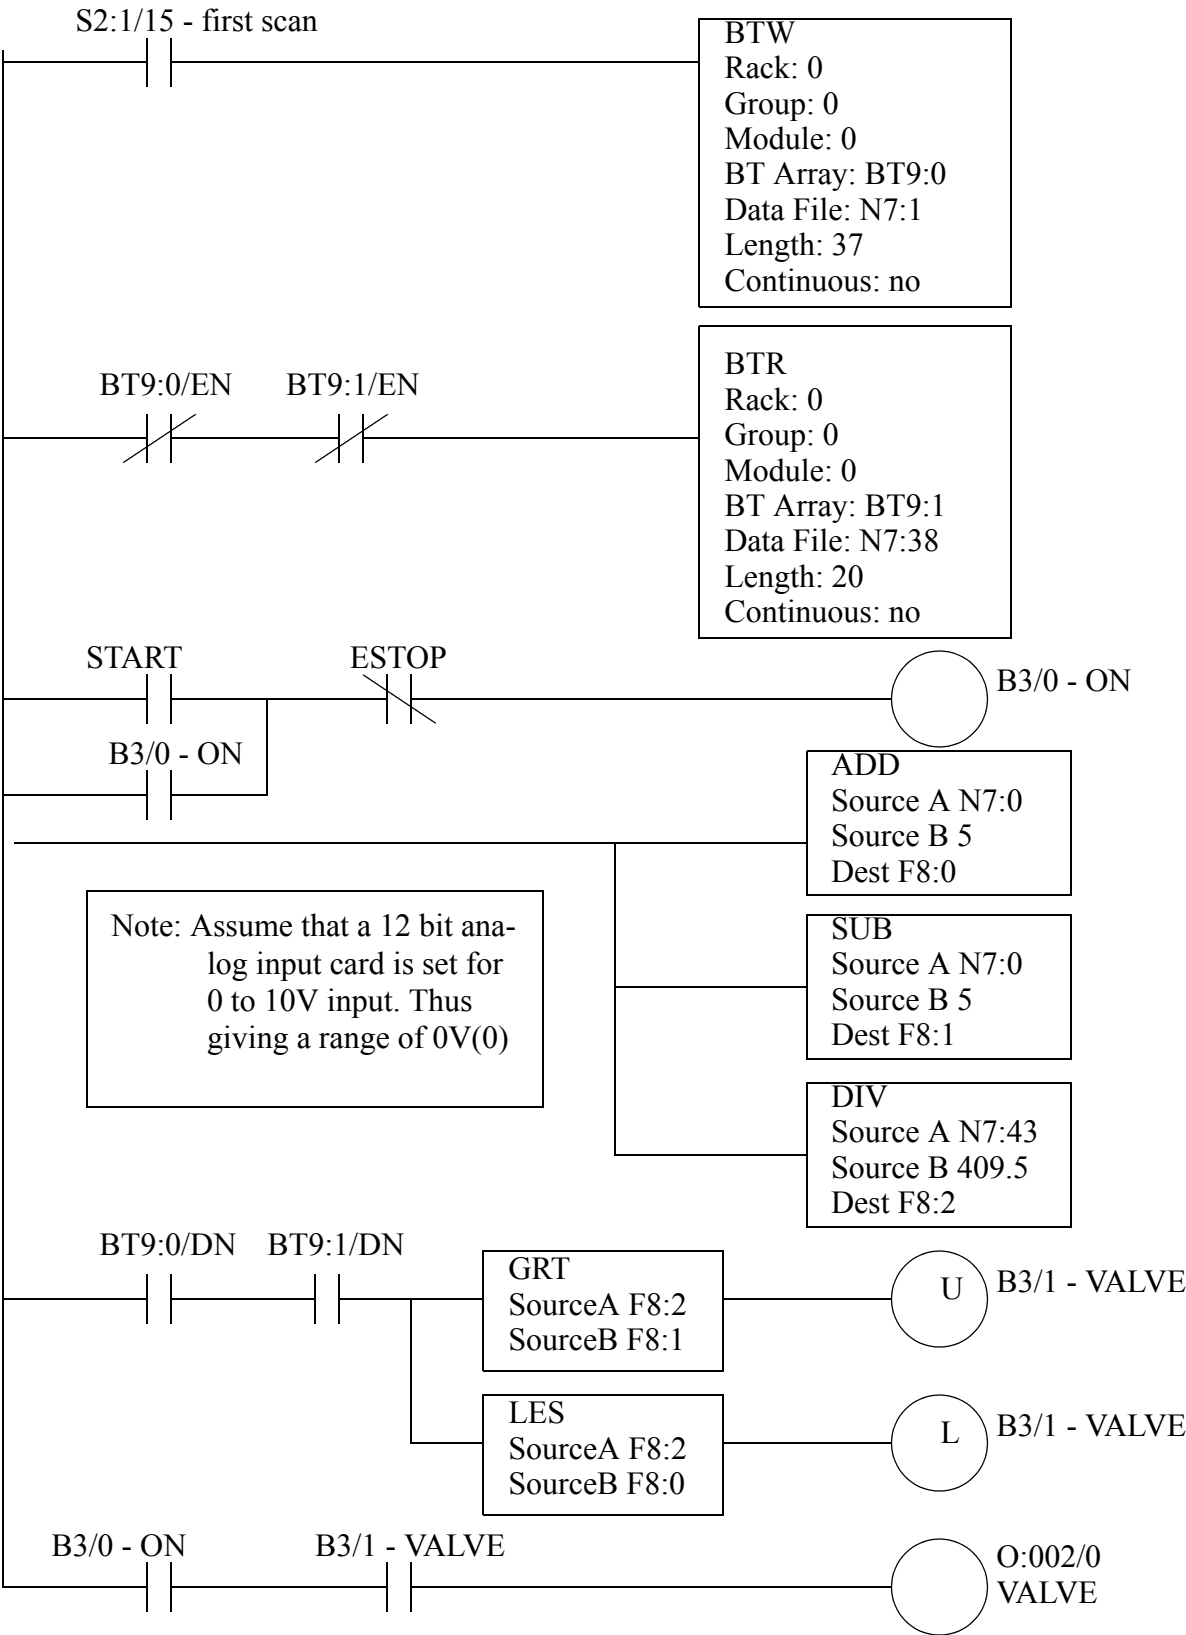 S2:1/15 - first scan
BTW
Rack: 0
Group: 0
Module: 0
BT Array: BT9:0
Data File: N7:1
Length: 37
Continuous: no
BT9:0/EN
BT9:1/EN
BTR
Rack: 0
Group: 0
Module: 0
BT Array: BT9:1
Data File: N7:38
Length: 20
Continuous: no
START
ESTOP
B3/0 - ON
B3/0 - ON
ADD
Source A N7:0
Source B 5
Dest F8:0
Note: Assume that a 12 bit ana-
log input card is set for
0 to 10V input. Thus
giving a range of 0V(0)
SUB
Source A N7:0
Source B 5
Dest F8:1
DIV
Source A N7:43
Source B 409.5
Dest F8:2
BT9:0/DN
BT9:1/DN
GRT
SourceA F8:2
SourceB F8:1
U
B3/1 - VALVE
LES
SourceA F8:2
SourceB F8:0
L
B3/1 - VALVE
B3/0 - ON
B3/1 - VALVE
O:002/0
VALVE